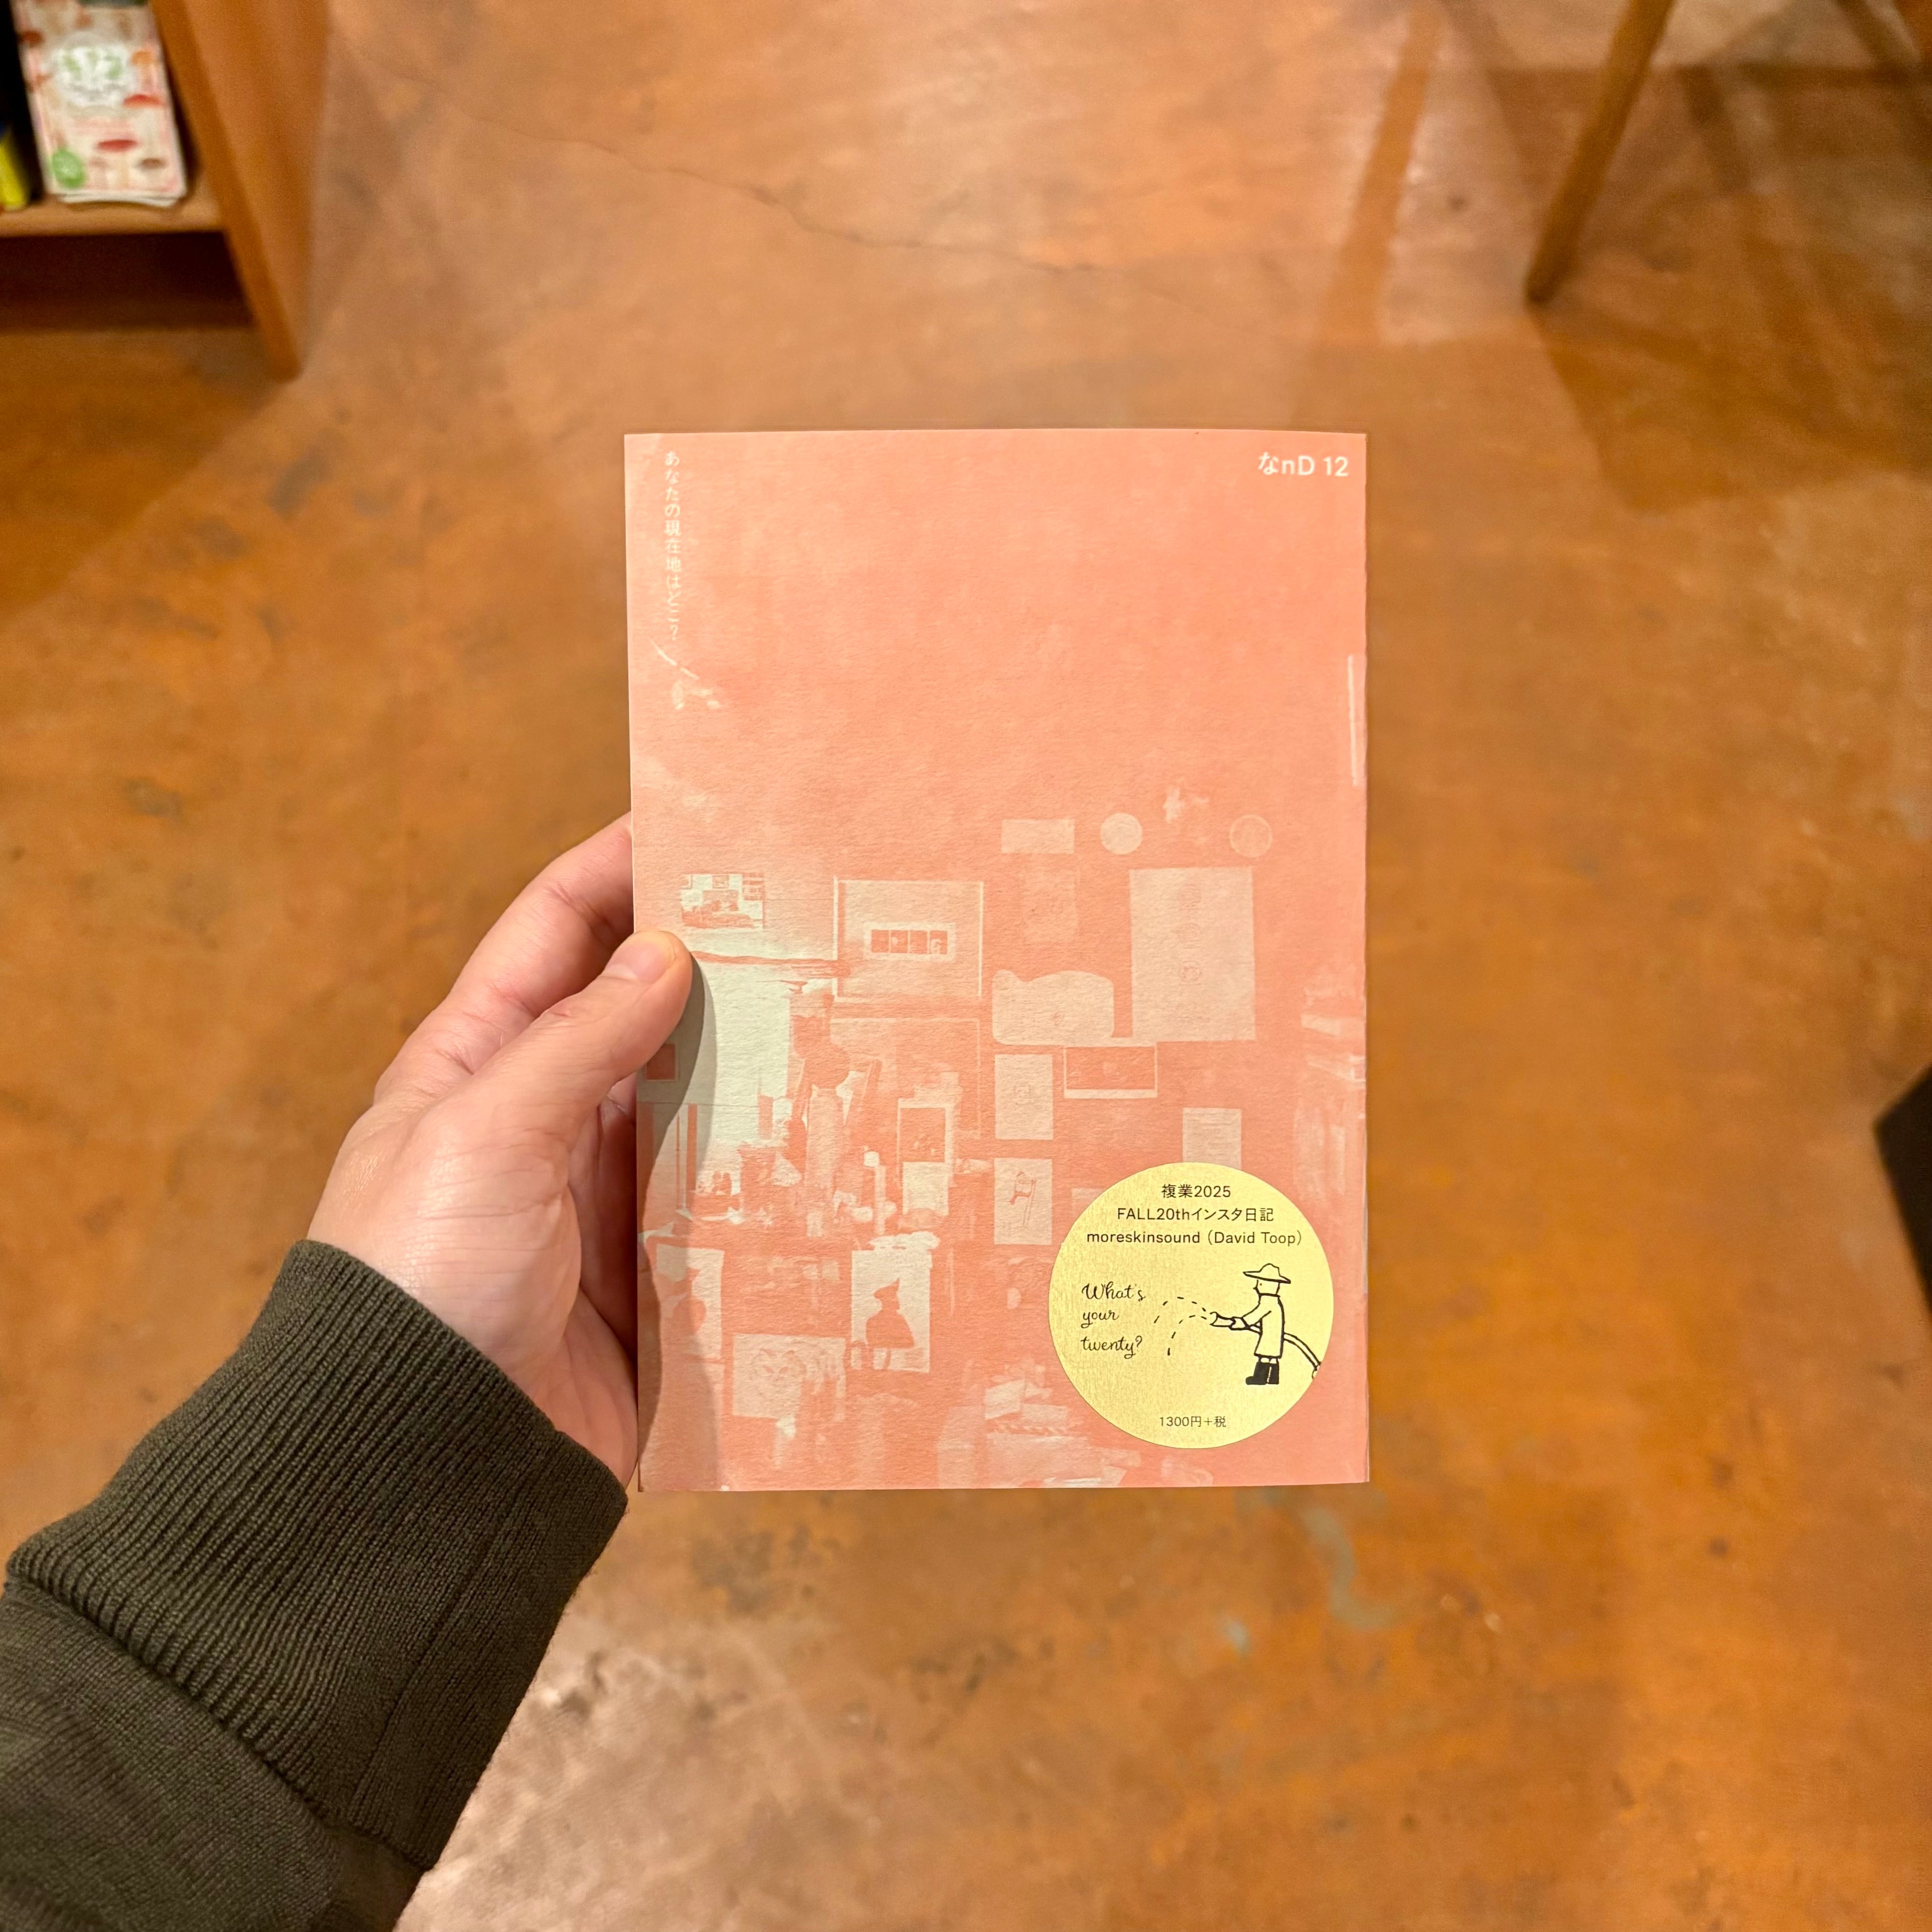 あなたの現在地はどこ？
なnD 12
複業2025
FALL20thインスタ日記
moreskinsound（David Toop）
What's
your
twenty?
1300円+税